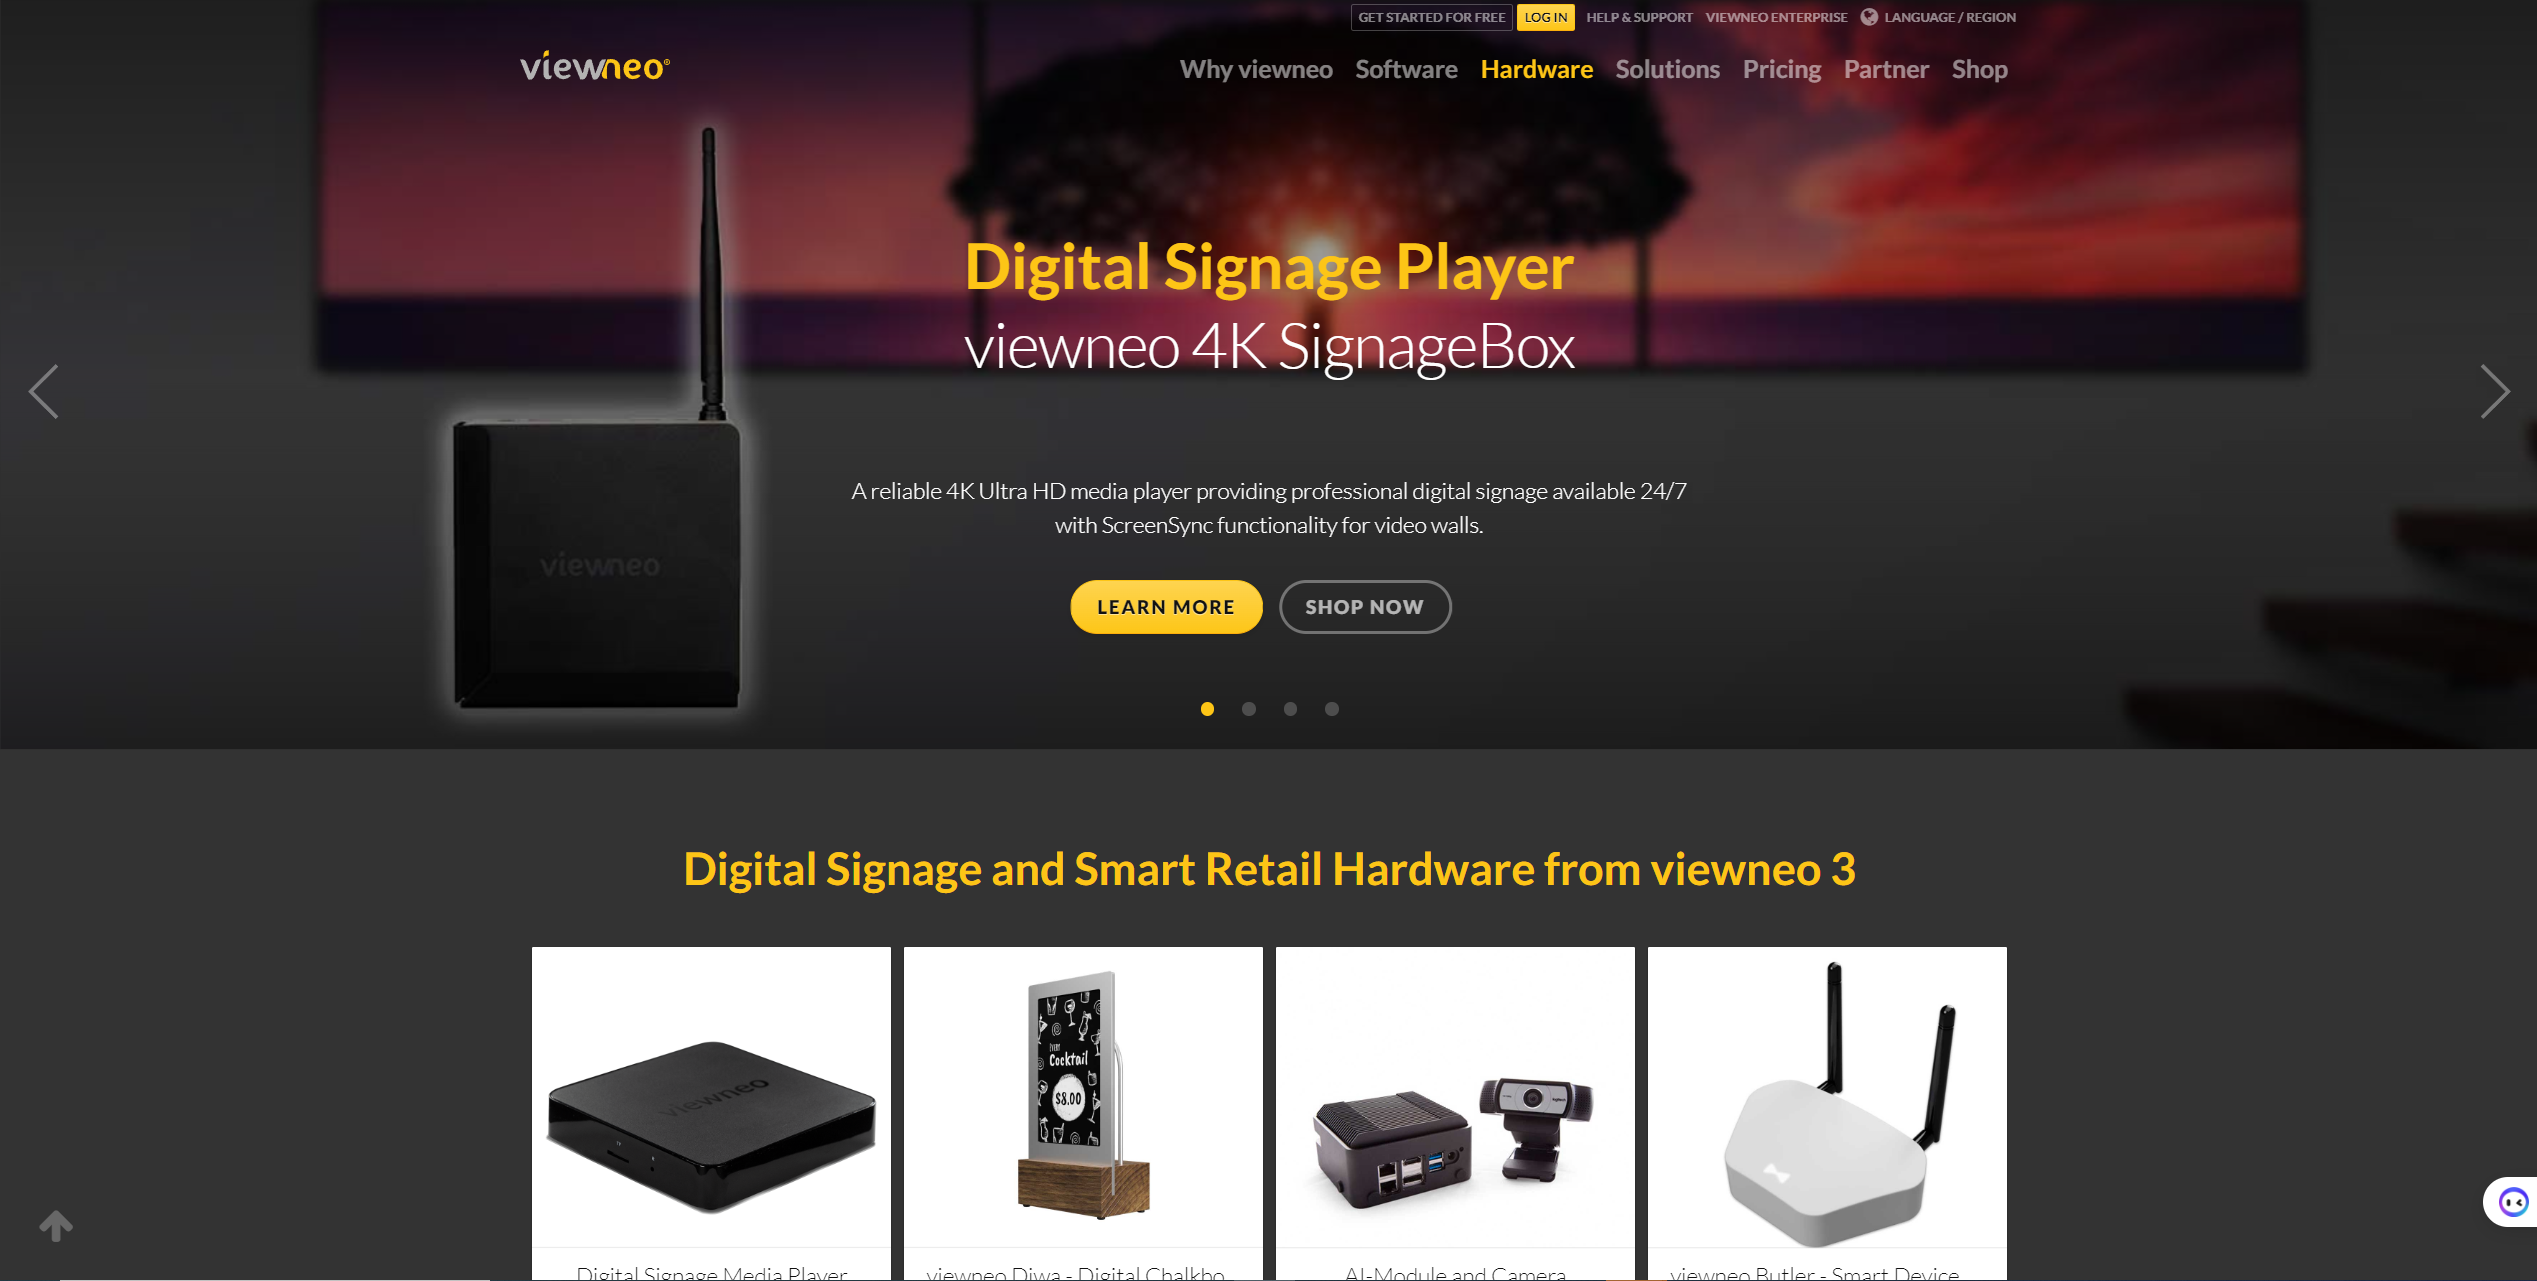 GET STARTED FOR FREE LOG IN HELP & SUPPORT VIEWNEO ENTERPRISE LANGUAGE / REGION
viewneo®
Why viewneo Software Hardware Solutions Pricing Partner Shop
Digital Signage Player
viewneo 4K SignageBox
A reliable 4K Ultra HD media player providing professional digital signage available 24/7
with ScreenSync functionality for video walls.
viewneo
LEARN MORE SHOP NOW
Digital Signage and Smart Retail Hardware from viewneo 3
viewneo
EVERY
Cocktail
$8.00
logitech
Digital Signage Media Player
viewneo Diwa - Digital Chalkbo
AI-Module and Camera
viewneo Butler - Smart Device